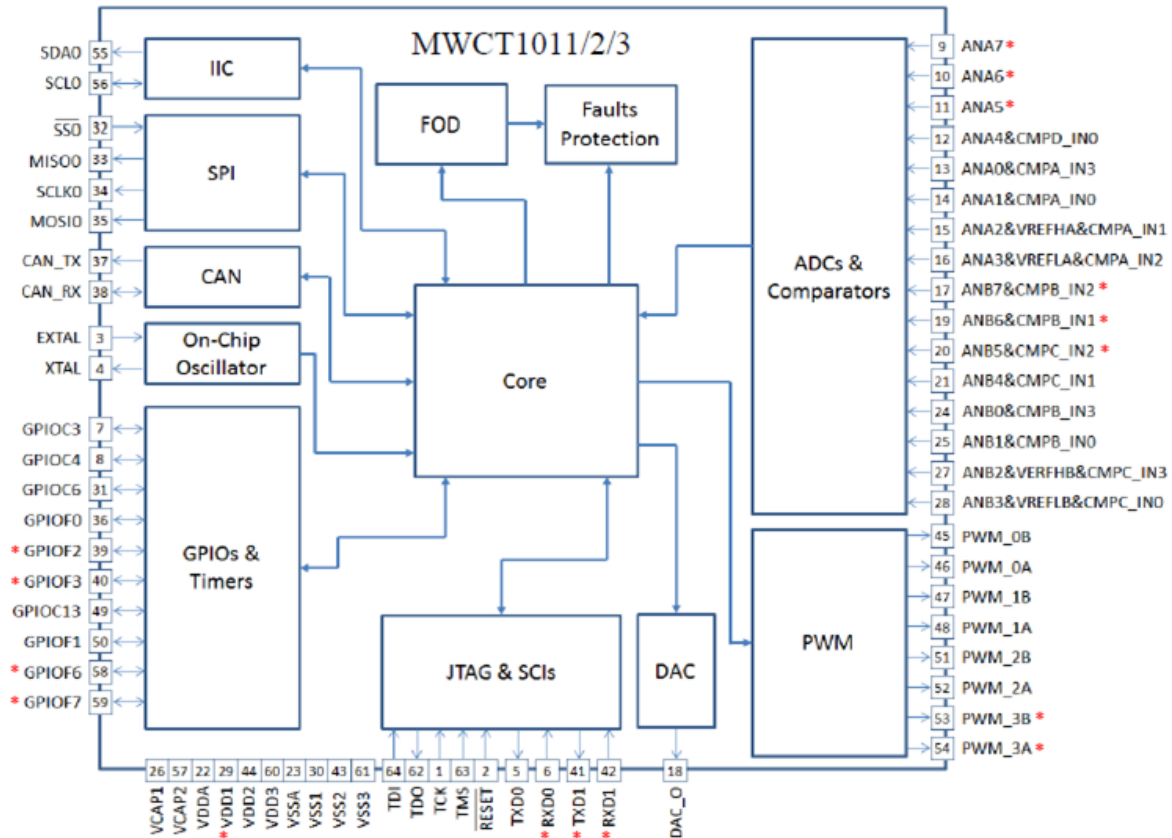 MWCT1011/2/3
SDA0 55
SCL0 56
IIC
SS0 32
MISO0 33
SCLK0 34
MOSI0 35
SPI
CAN_TX 37
CAN_RX 38
CAN
EXTAL 3
XTAL 4
On-Chip
Oscillator
GPIOC3 7
GPIOC4 8
GPIOC6 31
GPIOF0 36
* GPIOF2 39
* GPIOF3 40
GPIOC13 49
GPIOF1 50
* GPIOF6 58
* GPIOF7 59
GPIOs &
Timers
FOD
Faults
Protection
Core
ADCs &
Comparators
9 ANA7 *
10 ANA6 *
11 ANA5 *
12 ANA4&CMPD_IN0
13 ANA0&CMPA_IN3
14 ANA1&CMPA_IN0
15 ANA2&VREFHA&CMPA_IN1
16 ANA3&VREFLA&CMPA_IN2
17 ANB7&CMPB_IN2 *
19 ANB6&CMPB_IN1 *
20 ANB5&CMPC_IN2 *
21 ANB4&CMPC_IN1
24 ANB0&CMPB_IN3
25 ANB1&CMPB_IN0
27 ANB2&VERFHB&CMPC_IN3
28 ANB3&VREFLB&CMPC_IN0
PWM
45 PWM_0B
46 PWM_0A
47 PWM_1B
48 PWM_1A
51 PWM_2B
52 PWM_2A
53 PWM_3B *
54 PWM_3A *
JTAG & SCIs
DAC
26 VCAP1
57 VCAP2
22 VDDA
29 * VDD1
44 VDD2
60 VDD3
23 VSSA
30 VSS1
43 VSS2
61 VSS3
64 TDI
62 TDO
1 TCK
63 TMS
2 RESET
5 TXD0
6 * RXD0
41 * TXD1
42 * RXD1
18 DAC_O